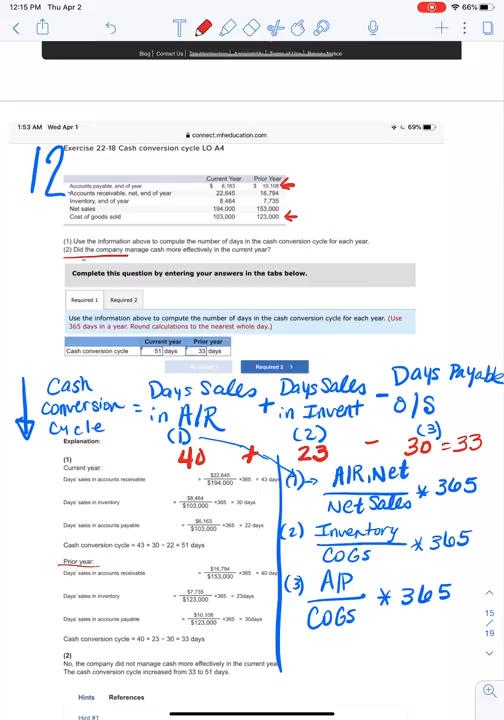 12:15 PM Thu Apr 2
66%
Blog | Contact Us |
1:53 AM Wed Apr 1
69%
connect.mheducation.com
12
Exercise 22-18 Cash conversion cycle LO A4
Current Year Prior Year
Accounts payable, end of year $ 6,163 $ 10,108
Accounts receivable, net, end of year 22,645 16,794
Inventory, end of year 8,464 7,735
Net sales 194,000 153,000
Cost of goods sold 103,000 123,000
(1) Use the information above to compute the number of days in the cash conversion cycle for each year.
(2) Did the company manage cash more effectively in the current year?
Complete this question by entering your answers in the tabs below.
Required 1 Required 2
Use the information above to compute the number of days in the cash conversion cycle for each year. (Use
365 days in a year. Round calculations to the nearest whole day.)
Current year Prior year
Cash conversion cycle 51 days 33 days
Required 1 Required 2 >
Cash Conversion Cycle = Days Sales in A/R (1) + Days Sales in Invent (2) - Days Payable O/S (3)
40 + 23 - 30 = 33
(1) → A/R, Net / Net Sales * 365
(2) Inventory / COGS * 365
(3) A/P / COGS * 365
Explanation:
(1)
Current year:
Days' sales in accounts receivable = $22,645 / $194,000 *365 = 43 days
Days' sales in inventory = $8,464 / $103,000 *365 = 30 days
Days' sales in accounts payable = $6,163 / $103,000 *365 = 22 days
Cash conversion cycle = 43 + 30 – 22 = 51 days
Prior year:
Days' sales in accounts receivable = $16,794 / $153,000 *365 = 40 day
Days' sales in inventory = $7,735 / $123,000 *365 = 23days
Days' sales in accounts payable = $10,108 / $123,000 *365 = 30days
Cash conversion cycle = 40 + 23 – 30 = 33 days
(2)
No, the company did not manage cash more effectively in the current year
The cash conversion cycle increased from 33 to 51 days.
15
/
19
Hints References
Hint #1